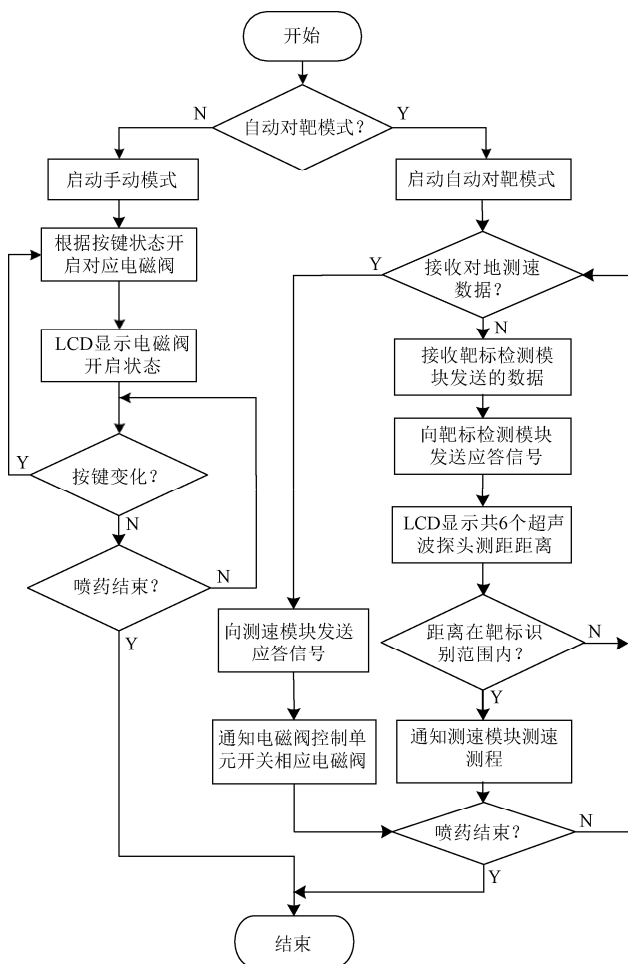 开始
N
自动对靶模式？
Y
启动手动模式
启动自动对靶模式
根据按键状态开
启对应电磁阀
Y
接收对地测速
数据？
N
LCD显示电磁阀
开启状态
接收靶标检测模
块发送的数据
向靶标检测模块
发送应答信号
Y
按键变化？
N
LCD显示共6个超声
波探头测距距离
喷药结束？
N
Y
向测速模块发送
应答信号
距离在靶标识
别范围内？
N
Y
通知电磁阀控制单
元开关相应电磁阀
通知测速模块测速
测程
喷药结束？
N
Y
结束